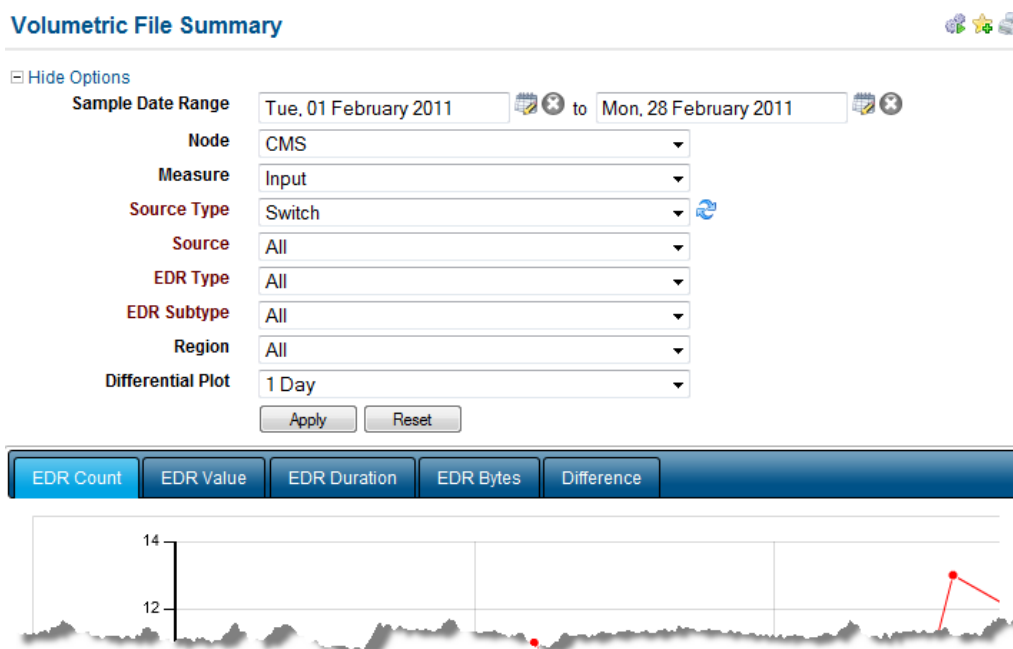 Volumetric File Summary
Hide Options
Sample Date Range Tue, 01 February 2011 to Mon, 28 February 2011
Node CMS
Measure Input
Source Type Switch
Source All
EDR Type All
EDR Subtype All
Region All
Differential Plot 1 Day
Apply Reset
EDR Count EDR Value EDR Duration EDR Bytes Difference
14
12